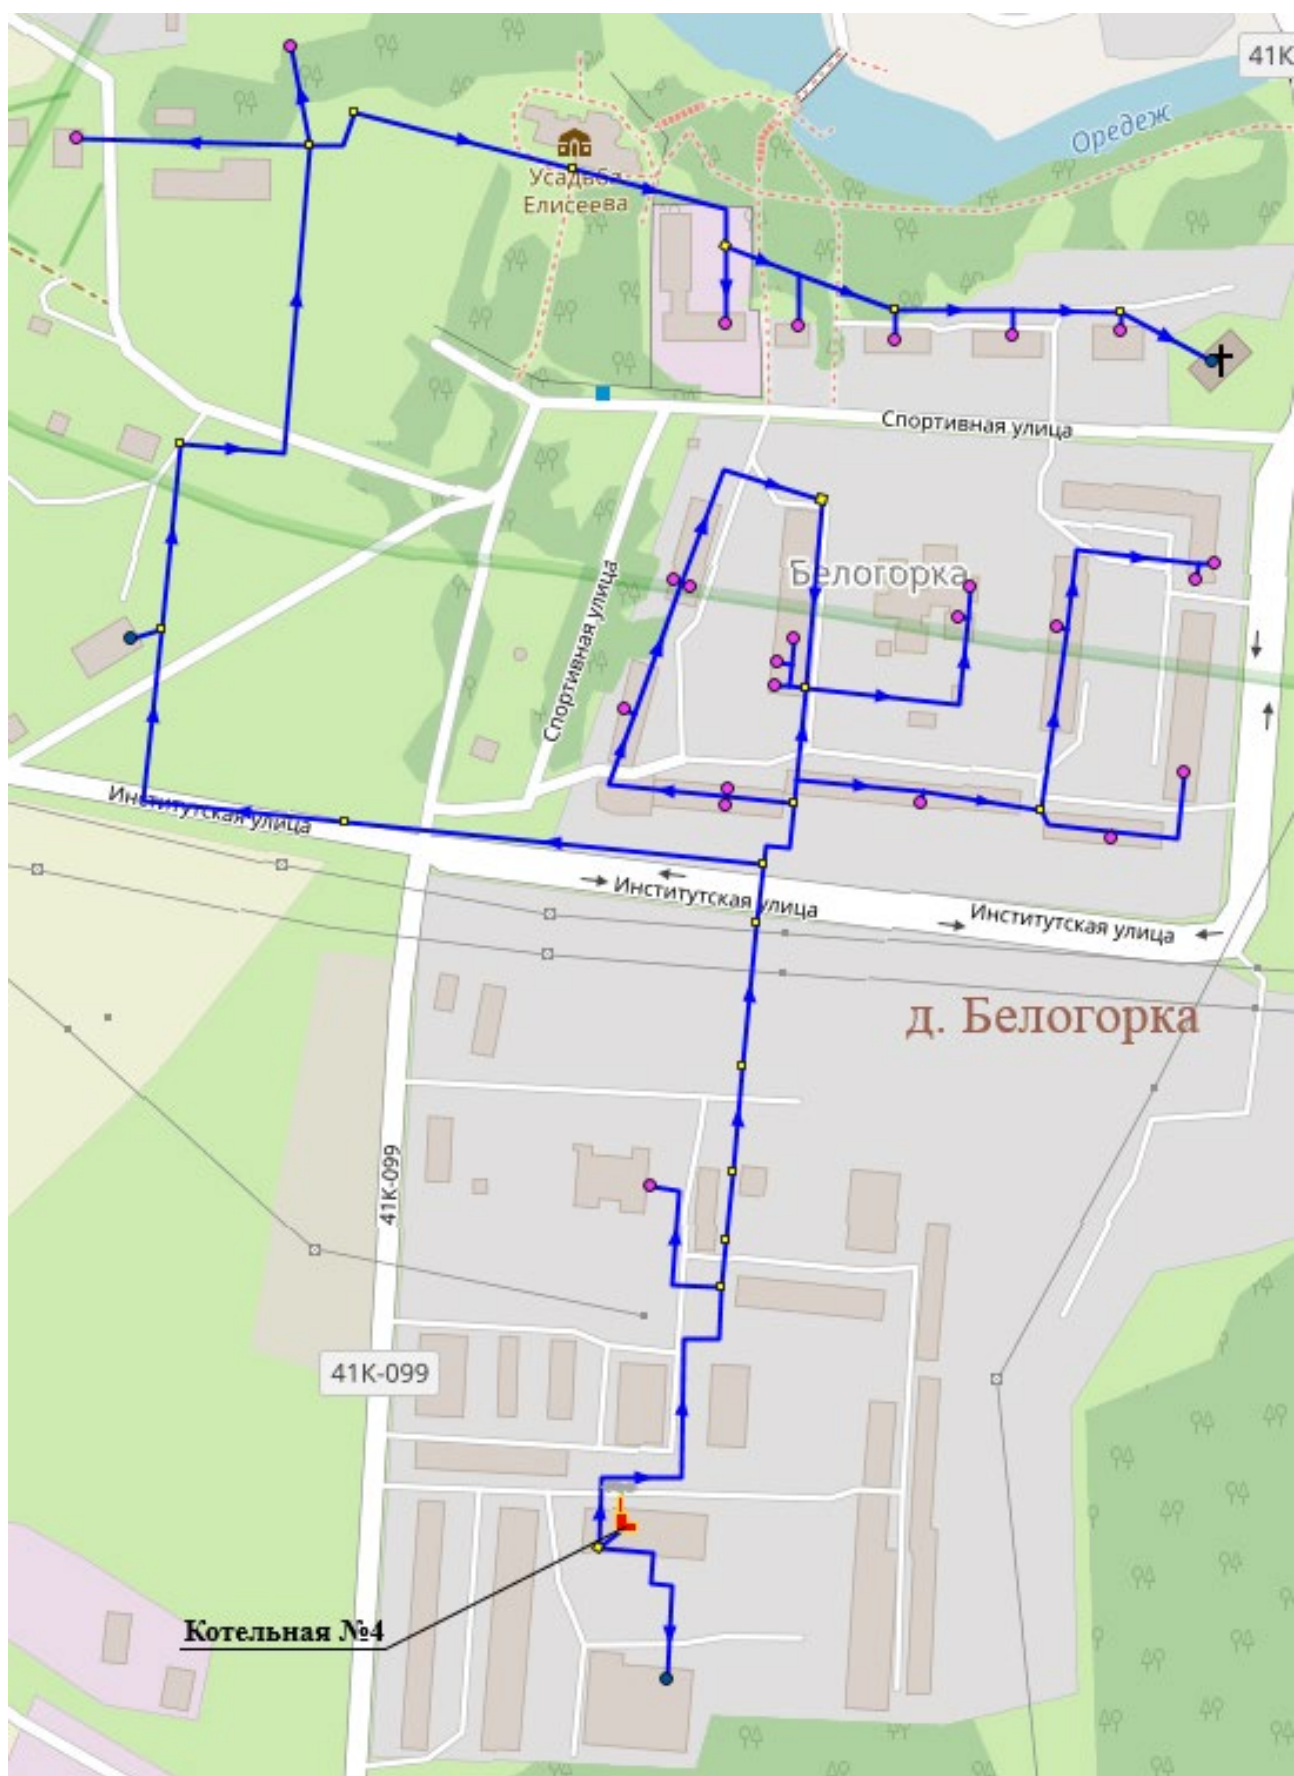 41К
Оредеж
Усадьба
Елисеева
Спортивная улица
Белогорка
Спортивная улица
Институтская улица
Институтская улица
Институтская улица
д. Белогорка
41К-099
41К-099
Котельная №4